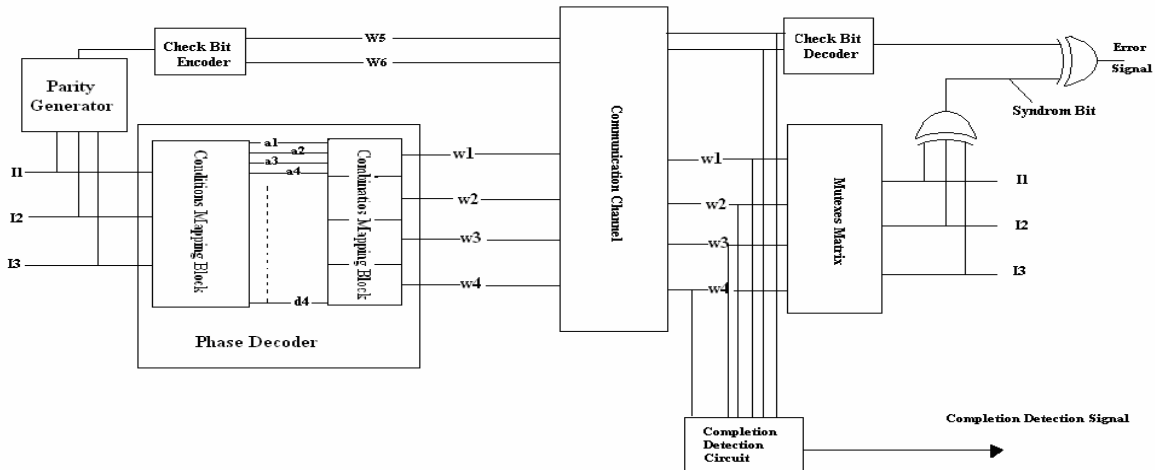 Check Bit
Encoder
W5
W6
Parity
Generator
I1
I2
I3
Conditions Mapping Block
a1
a2
a3
a4
d4
Combinatios Mapping Block
Phase Decoder
w1
w2
w3
w4
Communication Channel
w1
w2
w3
w4
Check Bit
Decoder
Mutexes Matrix
Error
Signal
Syndrom Bit
I1
I2
I3
Completion
Detection
Circuit
Completion Detection Signal